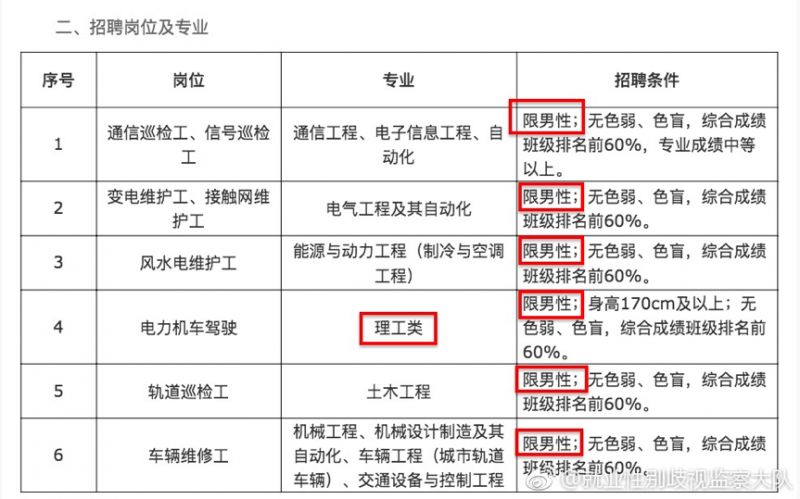 二、招聘岗位及专业
序号 岗位 专业 招聘条件
限男性；无色弱、色盲，综合成绩
1 通信巡检工、信号巡检 通信工程、电子信息工程、自 班级排名前60%，专业成绩中等
工 动化 以上。
变电维护工、接触网维 限男性；无色弱、色盲，综合成绩
2 护工 电气工程及其自动化 班级排名前60%。
能源与动力工程（制冷与空调 限男性；无色弱、色盲，综合成绩
3 风水电维护工 工程） 班级排名前60%。
限男性；身高170cm及以上；无
4 电力机车驾驶 理工类 色弱、色盲，综合成绩班级排名前
60%。
限男性；无色弱、色盲，综合成绩
5 轨道巡检工 土木工程 班级排名前60%。
机械工程、机械设计制造及其 限男性；无色弱、色盲，综合成绩
6 车辆维修工 自动化、车辆工程（城市轨道 班级排名前60%。
车辆）、交通设备与控制工程
@就业性别歧视监察大队